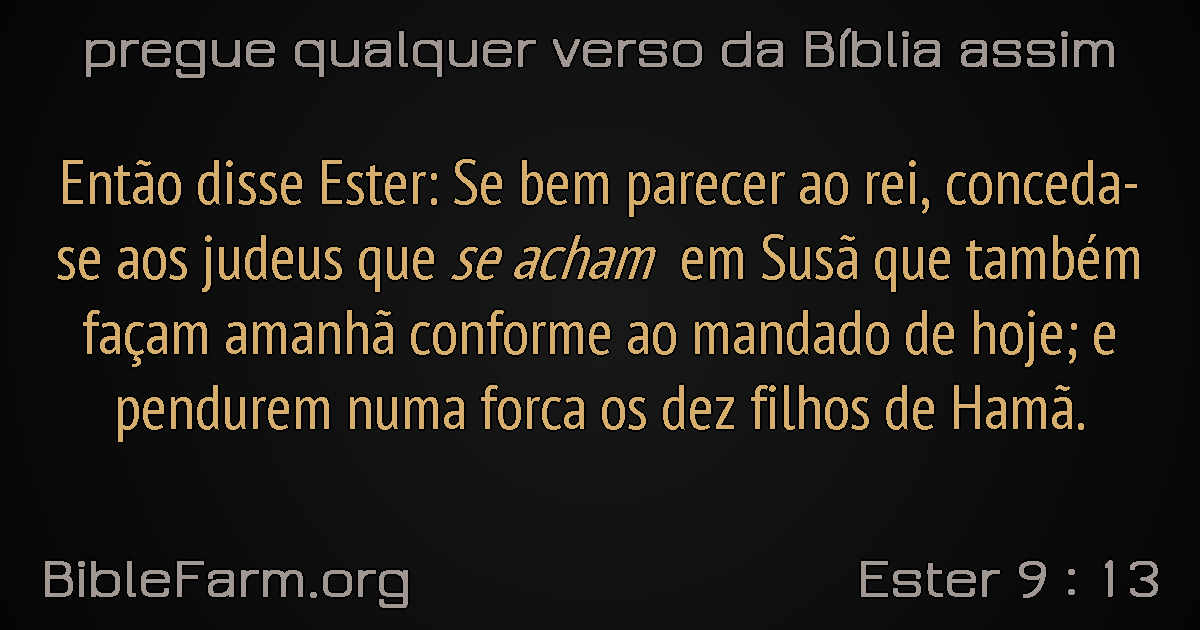 pregue qualquer verso da Bíblia assim
Então disse Ester: Se bem parecer ao rei, conceda-
se aos judeus que se acham em Susã que também
façam amanhã conforme ao mandado de hoje; e
pendurem numa forca os dez filhos de Hamã.
BibleFarm.org
Ester 9 : 13